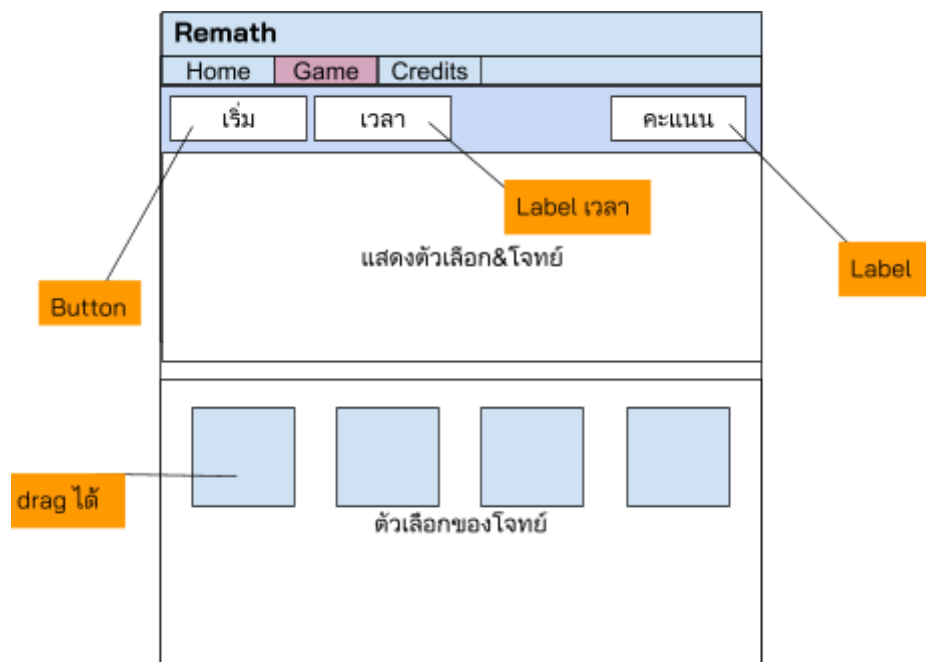 Remath
Home Game Credits
เริ่ม เวลา คะแนน
Label เวลา
แสดงตัวเลือก&โจทย์
Label
Button
drag ได้
ตัวเลือกของโจทย์